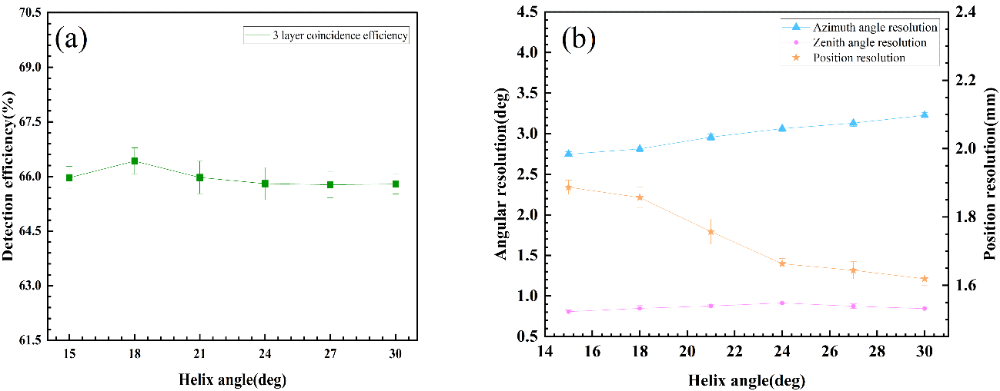 (a)
3 layer coincidence efficiency
Detection efficiency(%)
70.5
69.0
67.5
66.0
64.5
63.0
61.5
15 18 21 24 27 30
Helix angle(deg)
(b)
Azimuth angle resolution
Zenith angle resolution
Position resolution
Angular resolution(deg)
4.5
4.0
3.5
3.0
2.5
2.0
1.5
1.0
0.5
14 16 18 20 22 24 26 28 30
Helix angle(deg)
2.4
2.2
2.0
1.8
1.6
Position resolution(mm)